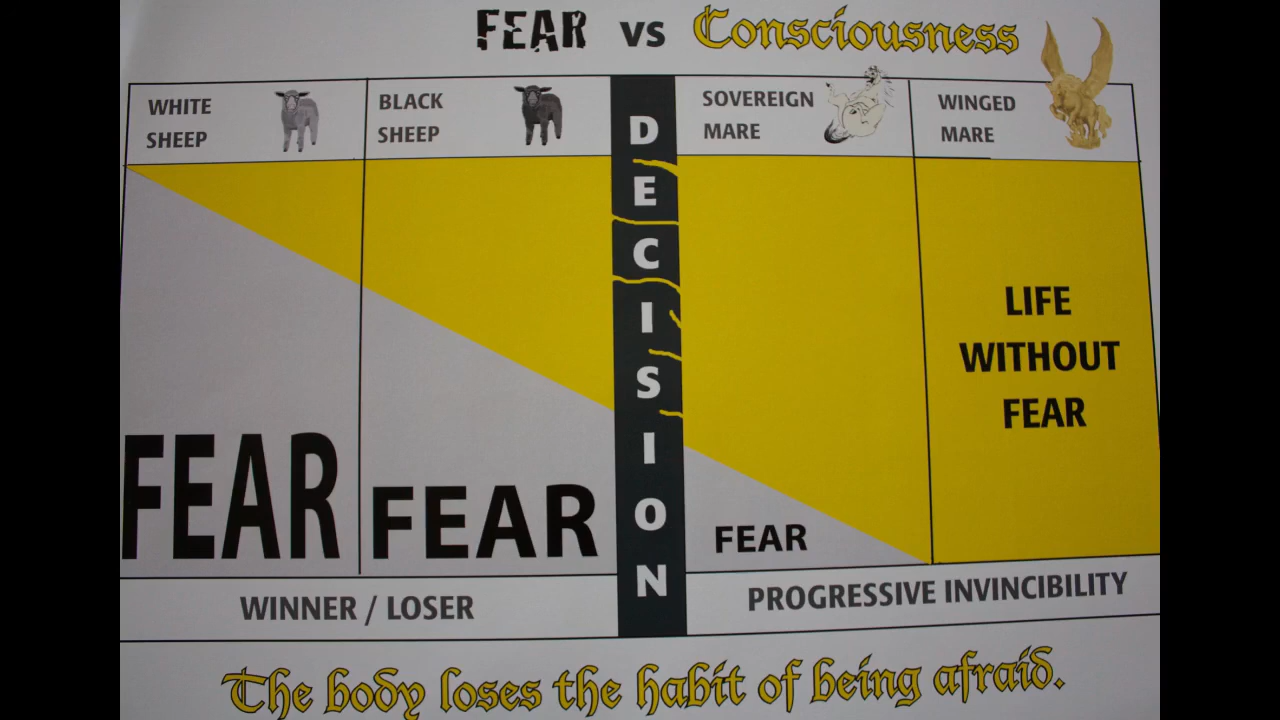 FEAR vs Consciousness
WHITE
SHEEP
BLACK
SHEEP
DECISION
SOVEREIGN
MARE
WINGED
MARE
LIFE
WITHOUT
FEAR
FEAR
FEAR
FEAR
WINNER / LOSER
PROGRESSIVE INVINCIBILITY
The body loses the habit of being afraid.